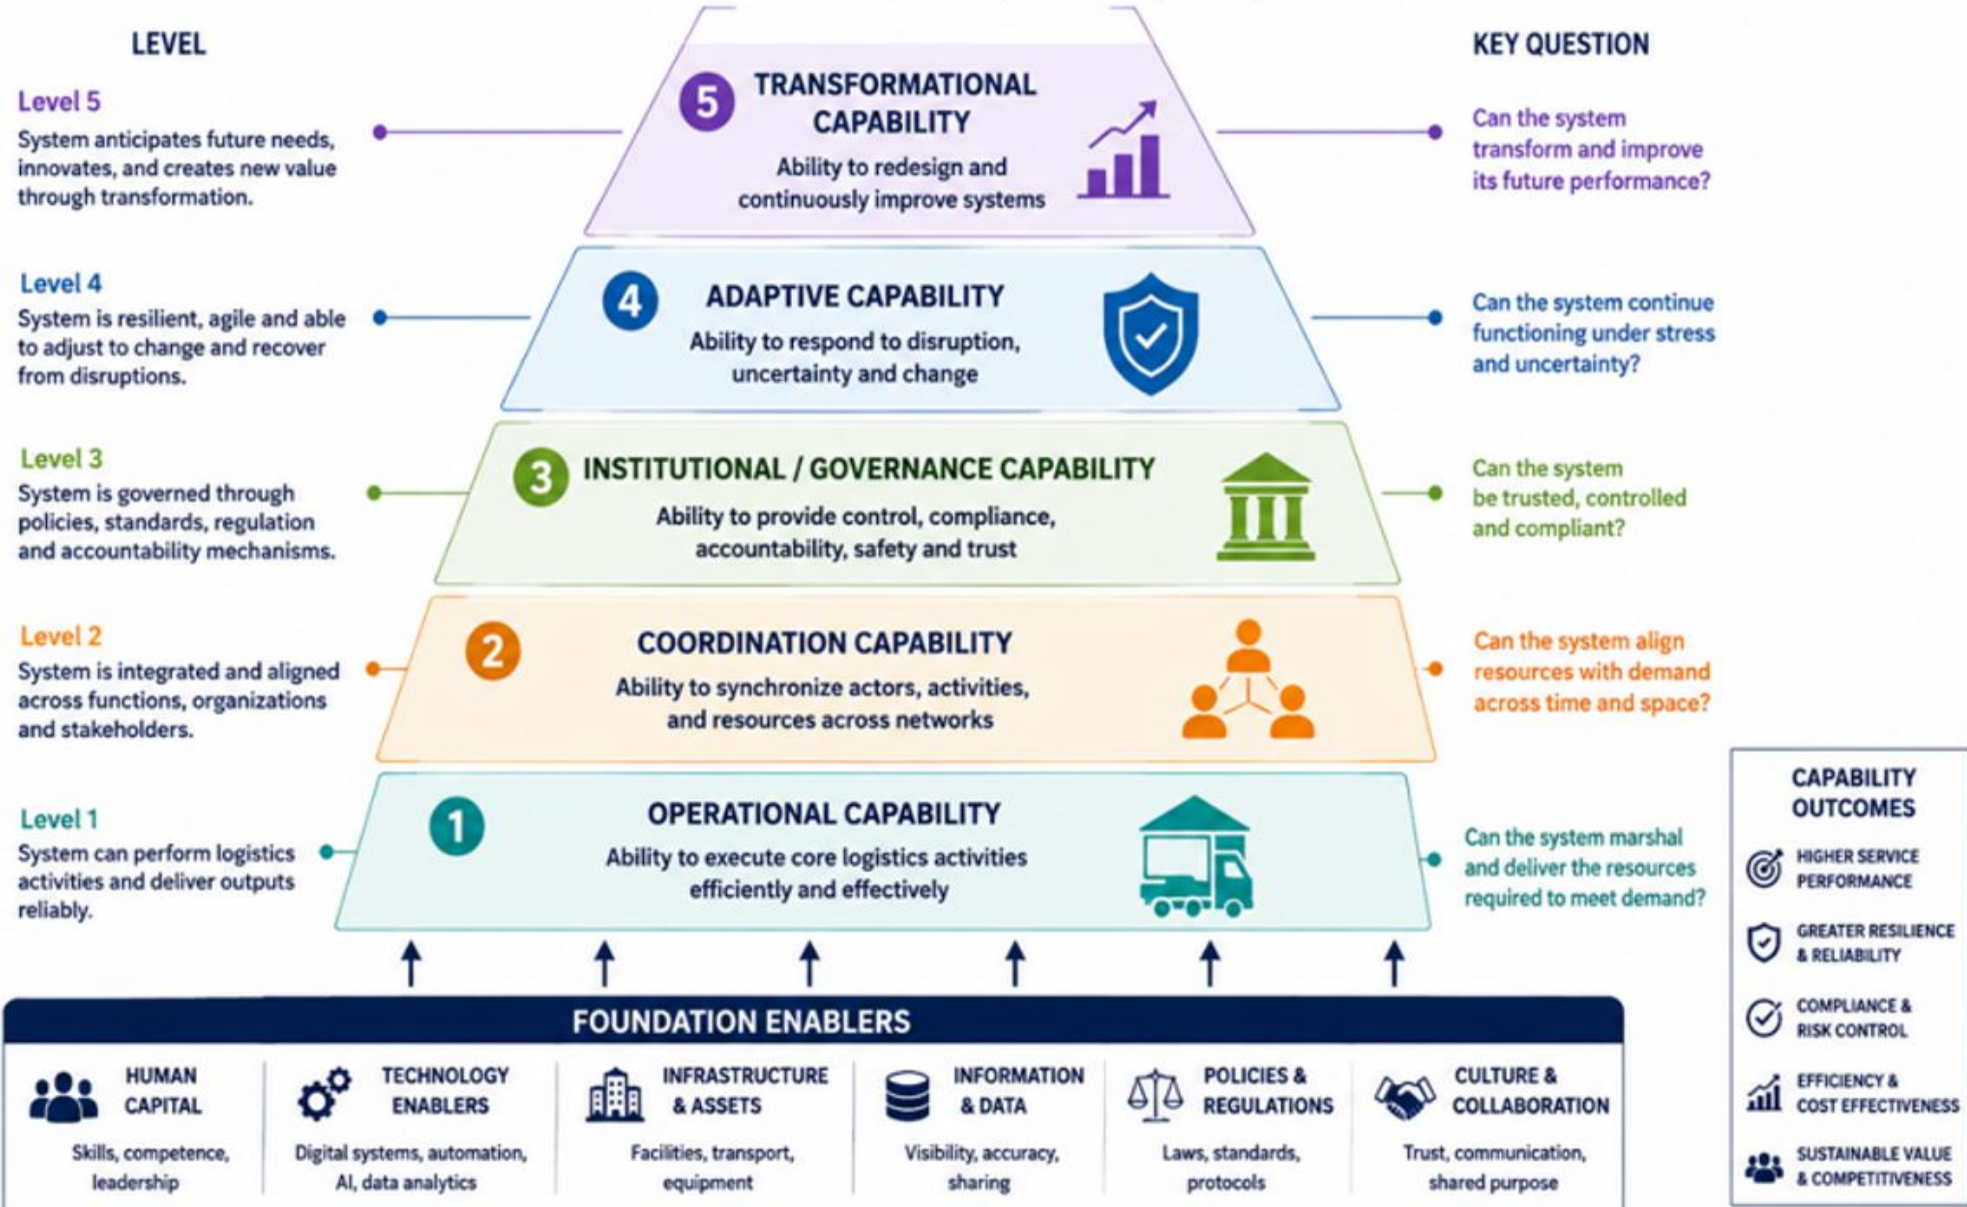 LEVEL
Level 5
System anticipates future needs,
innovates, and creates new value
through transformation.
5
TRANSFORMATIONAL
CAPABILITY
Ability to redesign and
continuously improve systems
KEY QUESTION
Can the system
transform and improve
its future performance?
Level 4
System is resilient, agile and able
to adjust to change and recover
from disruptions.
4
ADAPTIVE CAPABILITY
Ability to respond to disruption,
uncertainty and change
Can the system continue
functioning under stress
and uncertainty?
Level 3
System is governed through
policies, standards, regulation
and accountability mechanisms.
3
INSTITUTIONAL / GOVERNANCE CAPABILITY
Ability to provide control, compliance,
accountability, safety and trust
Can the system
be trusted, controlled
and compliant?
Level 2
System is integrated and aligned
across functions, organizations
and stakeholders.
2
COORDINATION CAPABILITY
Ability to synchronize actors, activities,
and resources across networks
Can the system align
resources with demand
across time and space?
Level 1
System can perform logistics
activities and deliver outputs
reliably.
1
OPERATIONAL CAPABILITY
Ability to execute core logistics activities
efficiently and effectively
Can the system marshal
and deliver the resources
required to meet demand?
FOUNDATION ENABLERS
HUMAN
CAPITAL
Skills, competence,
leadership
TECHNOLOGY
ENABLERS
Digital systems, automation,
AI, data analytics
INFRASTRUCTURE
& ASSETS
Facilities, transport,
equipment
INFORMATION
& DATA
Visibility, accuracy,
sharing
POLICIES &
REGULATIONS
Laws, standards,
protocols
CULTURE &
COLLABORATION
Trust, communication,
shared purpose
CAPABILITY
OUTCOMES
HIGHER SERVICE
PERFORMANCE
GREATER RESILIENCE
& RELIABILITY
COMPLIANCE &
RISK CONTROL
EFFICIENCY &
COST EFFECTIVENESS
SUSTAINABLE VALUE
& COMPETITIVENESS